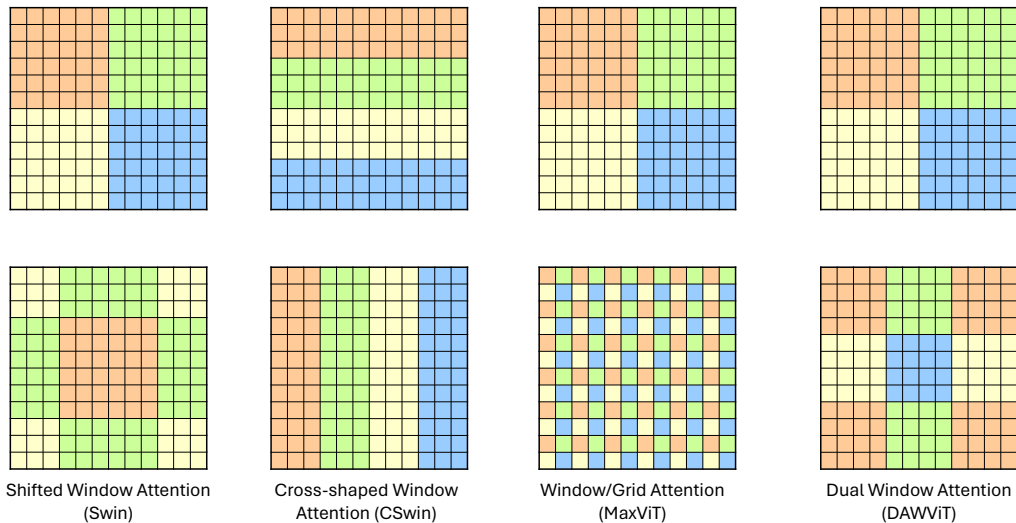 Shifted Window Attention
(Swin)
Cross-shaped Window
Attention (CSwin)
Window/Grid Attention
(MaxViT)
Dual Window Attention
(DAWViT)